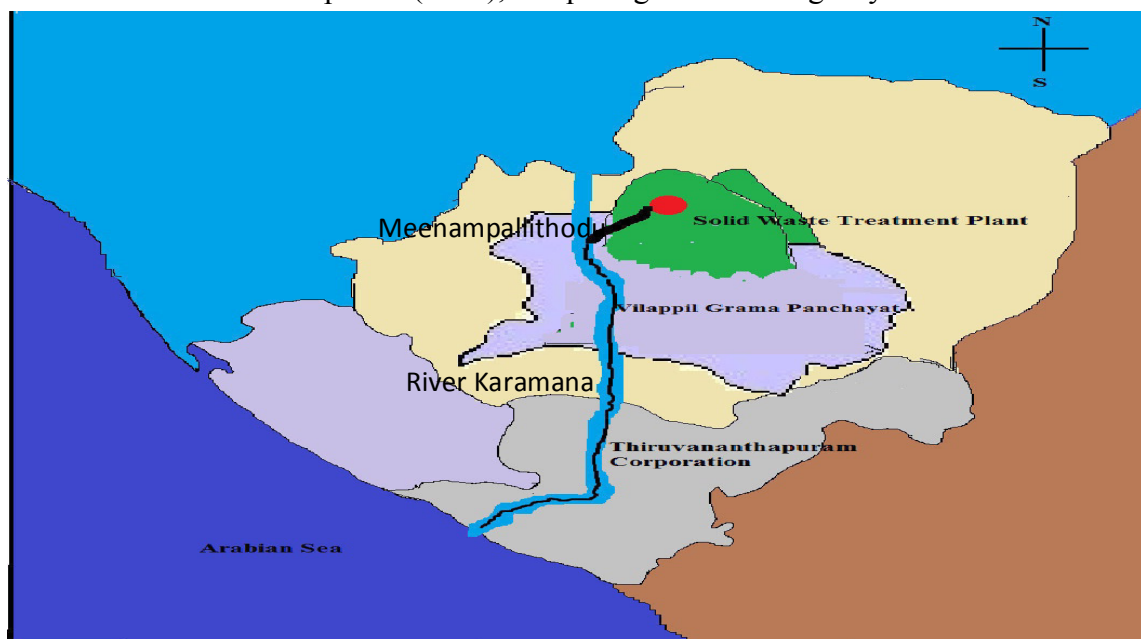 N
S
Meenampallithodu
Solid Waste Treatment Plant
Vilappil Grama Panchayat
River Karamana
Thiruvananthapuram
Corporation
Arabian Sea